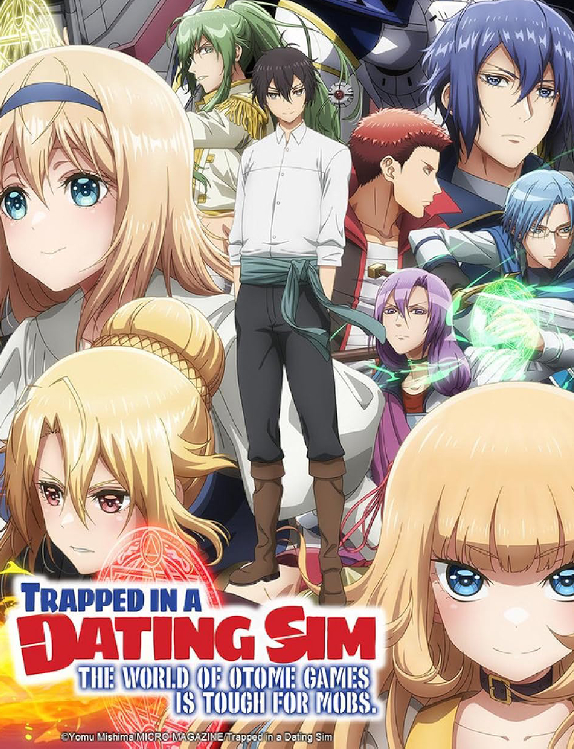 TRAPPED IN A
DATING SIM
THE WORLD OF OTOME GAMES
IS TOUGH FOR MOBS.
©Yomu Mishima MICRO MAGAZINE/Trapped in a Dating Sim